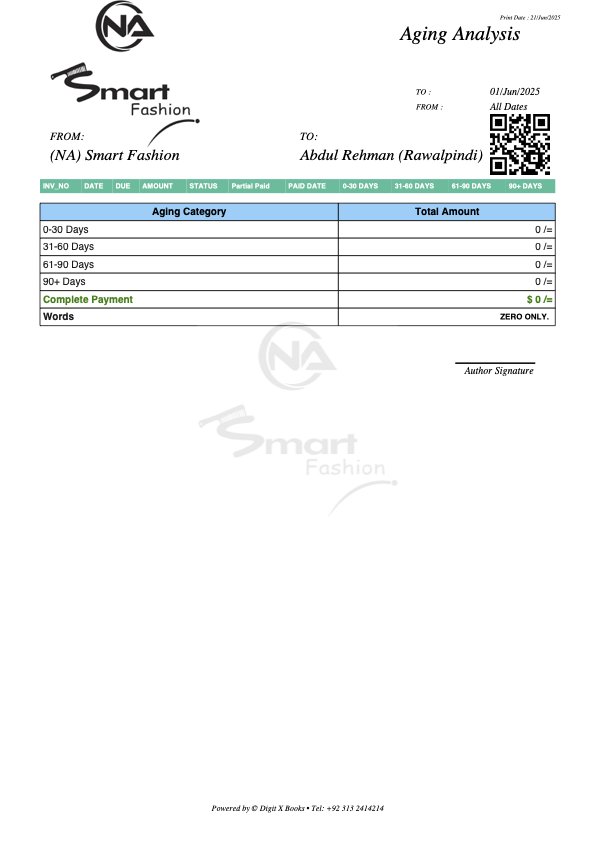 NA
Print Date : 21/Jun/2025
Aging Analysis
Smart
Fashion
TO : 01/Jun/2025
FROM : All Dates
FROM: TO:
(NA) Smart Fashion Abdul Rehman (Rawalpindi)
INV_NO DATE DUE AMOUNT STATUS Partial Paid PAID DATE 0-30 DAYS 31-60 DAYS 61-90 DAYS 90+ DAYS
Aging Category Total Amount
0-30 Days 0 /=
31-60 Days 0 /=
61-90 Days 0 /=
90+ Days 0 /=
Complete Payment $ 0 /=
Words ZERO ONLY.
NA
Author Signature
Smart
Fashion
Powered by © Digit X Books • Tel: +92 313 2414214